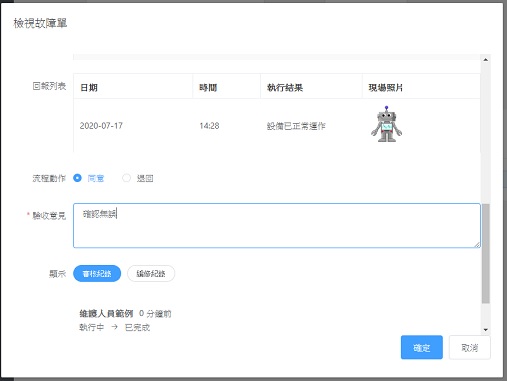 檢視故障單
回報列表
日期 時間 執行結果 現場照片
2020-07-17 14:28 設備已正常運作
流程動作 同意 退回
* 驗收意見 確認無誤
顯示 審核紀錄 維修紀錄
維護人員範例 0 分鐘前
執行中 → 已完成
確定 取消